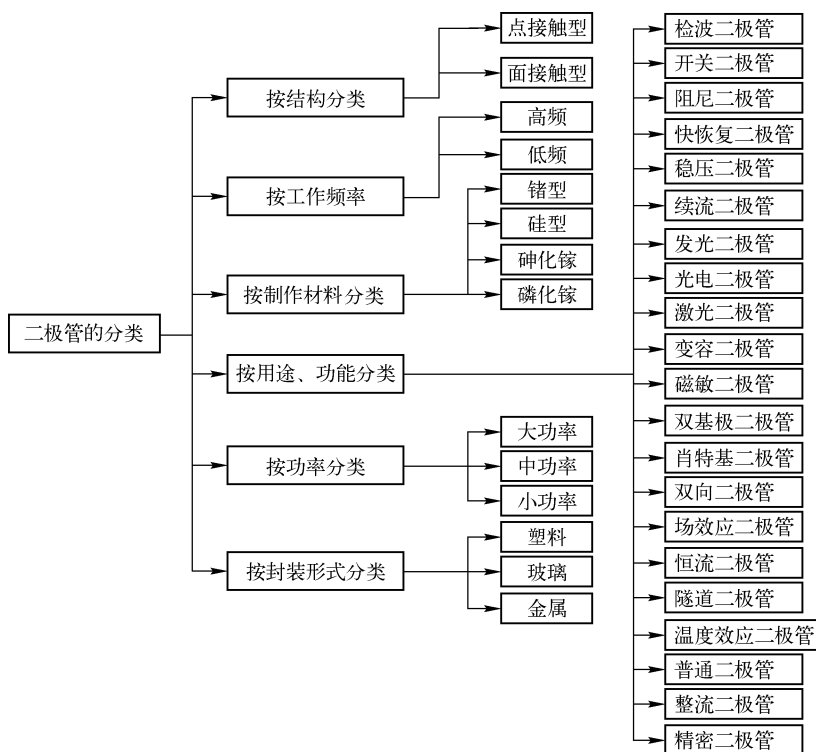 二极管的分类
按结构分类
点接触型
面接触型
按工作频率
高频
低频
按制作材料分类
锗型
硅型
砷化镓
磷化镓
按用途、功能分类
检波二极管
开关二极管
阻尼二极管
快恢复二极管
稳压二极管
续流二极管
发光二极管
光电二极管
激光二极管
变容二极管
磁敏二极管
双基极二极管
肖特基二极管
双向二极管
场效应二极管
恒流二极管
隧道二极管
温度效应二极管
普通二极管
整流二极管
精密二极管
按功率分类
大功率
中功率
小功率
按封装形式分类
塑料
玻璃
金属